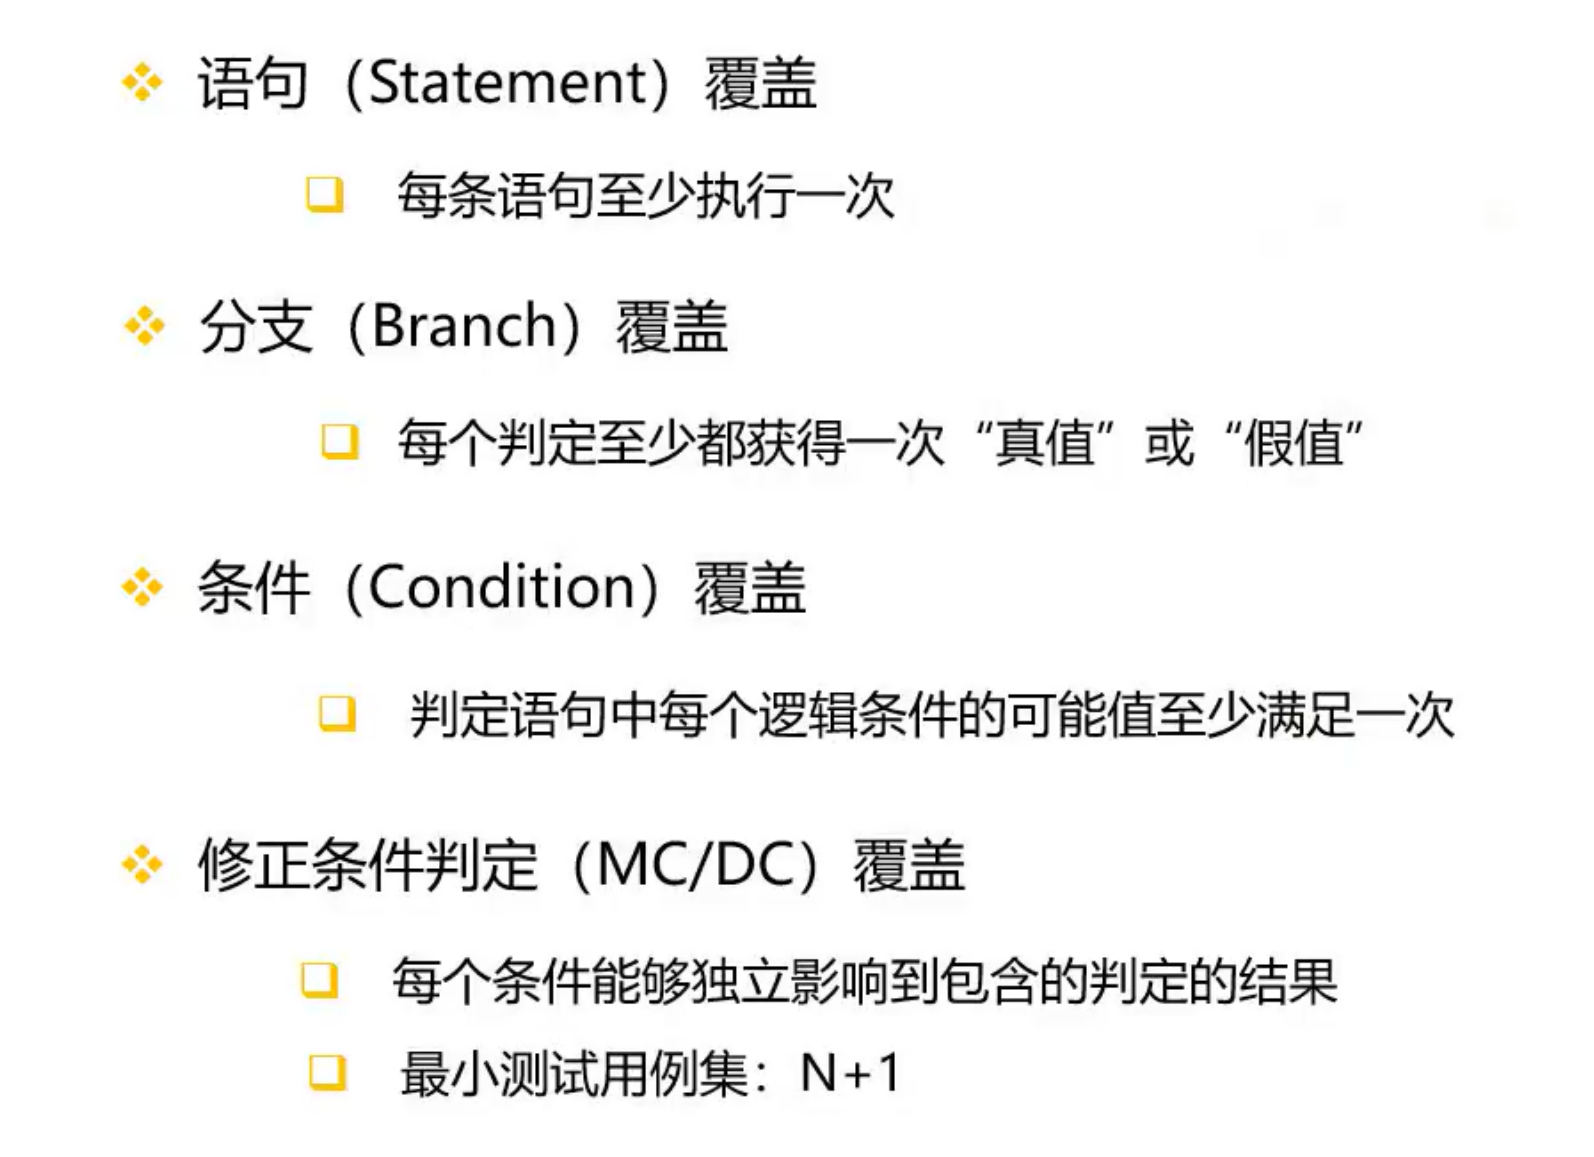 语句（Statement）覆盖
每条语句至少执行一次
分支（Branch）覆盖
每个判定至少都获得一次“真值”或“假值”
条件（Condition）覆盖
判定语句中每个逻辑条件的可能值至少满足一次
修正条件判定（MC/DC）覆盖
每个条件能够独立影响到包含的判定的结果
最小测试用例集：N+1